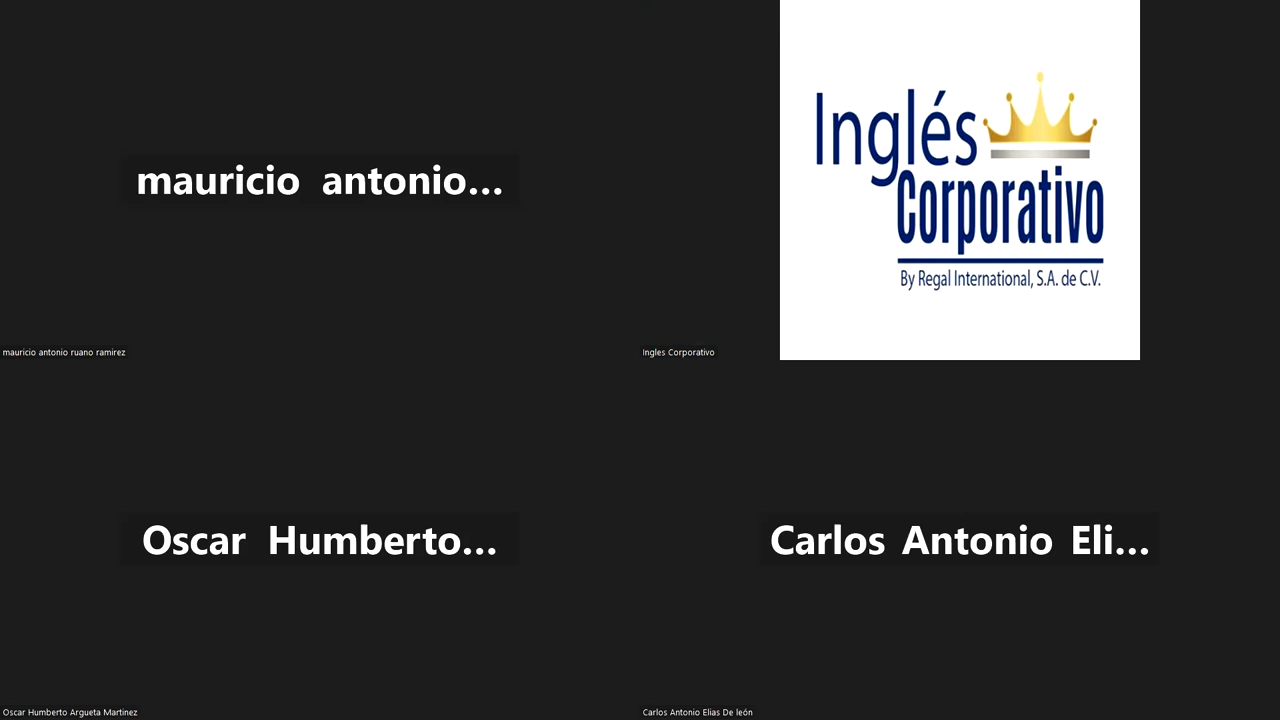 mauricio antonio...
mauricio antonio ruano ramirez
Inglés
Corporativo
By Regal International, S.A. de C.V.
Ingles Corporativo
Oscar Humberto...
Oscar Humberto Argueta Martinez
Carlos Antonio Eli...
Carlos Antonio Elias De león